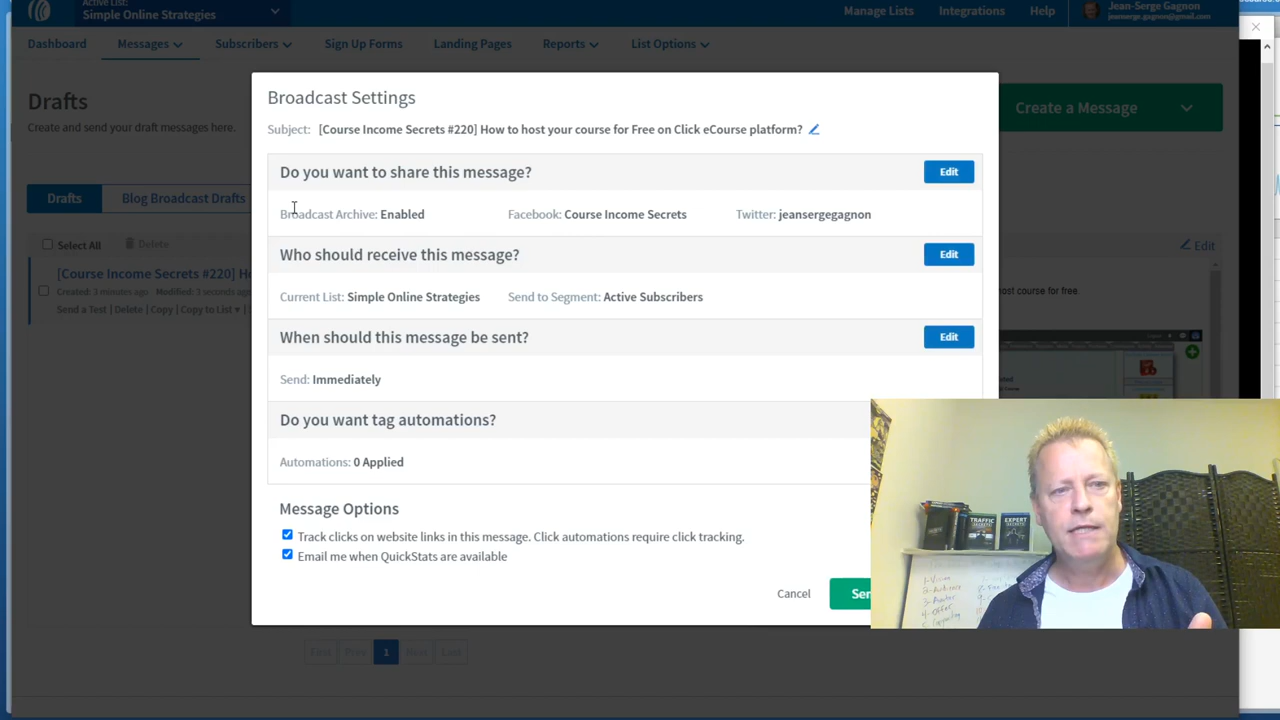 Active List:
Simple Online Strategies
Manage Lists Integrations Help
Jean-Serge Gagnon
jeanserge.gagnon@gmail.com
Dashboard Messages Subscribers Sign Up Forms Landing Pages Reports List Options
Drafts
Create and send your draft messages here.
Create a Message
Drafts Blog Broadcast Drafts
Select All Delete
Edit
[Course Income Secrets #220] Ho
Created: 3 minutes ago Modified: 3 seconds ago
Send a Test | Delete | Copy | Copy to List |
ost course for free
First Prev 1 Next Last
Broadcast Settings
Subject: [Course Income Secrets #220] How to host your course for Free on Click eCourse platform?
Do you want to share this message? Edit
Broadcast Archive: Enabled Facebook: Course Income Secrets Twitter: jeansergegagnon
Who should receive this message? Edit
Current List: Simple Online Strategies Send to Segment: Active Subscribers
When should this message be sent? Edit
Send: Immediately
Do you want tag automations?
Automations: 0 Applied
Message Options
Track clicks on website links in this message. Click automations require click tracking.
Email me when QuickStats are available
Cancel Ser
TRAFFIC
SECRETS
EXPERT
SECRETS
1-Vision